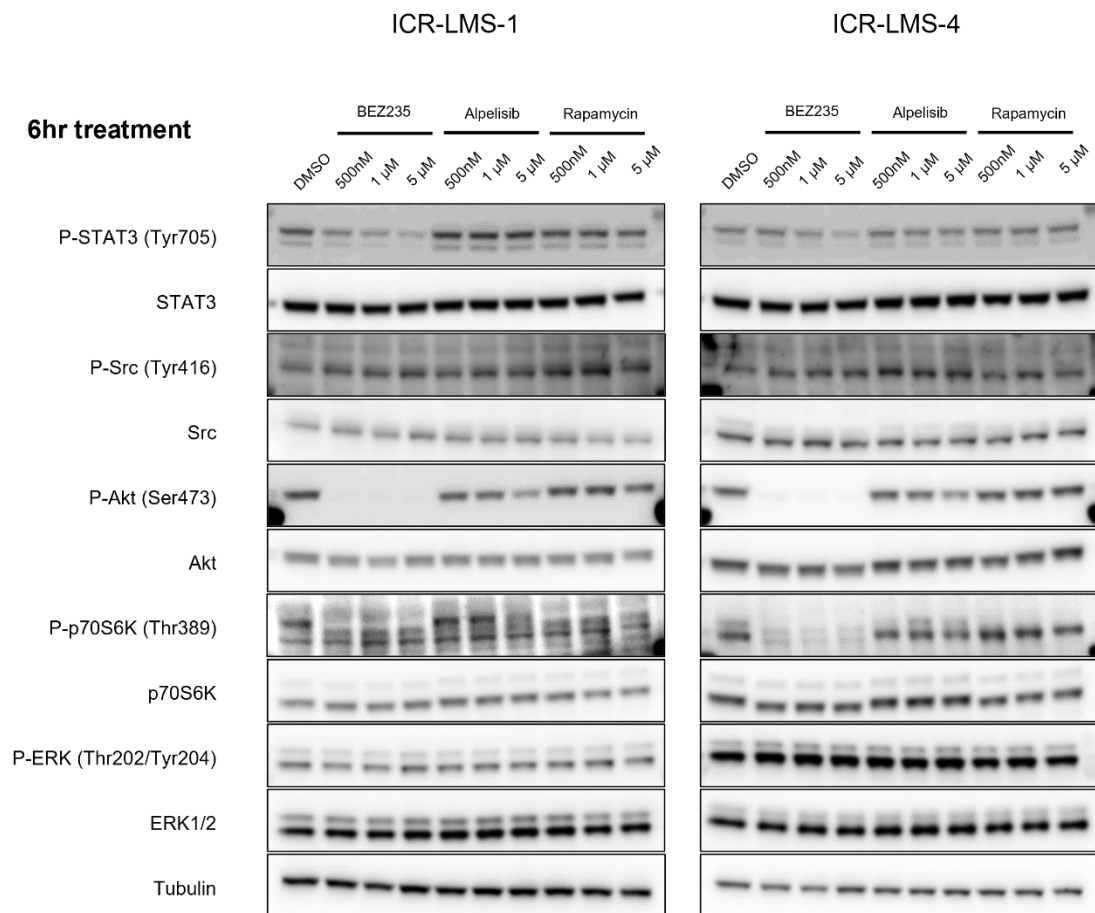 ICR-LMS-1 ICR-LMS-4
6hr treatment
BEZ235 Alpelisib Rapamycin BEZ235 Alpelisib Rapamycin
DMSO 500nM 1 µM 5 µM 500nM 1 µM 5 µM 500nM 1 µM 5 µM DMSO 500nM 1 µM 5 µM 500nM 1 µM 5 µM 500nM 1 µM 5 µM
P-STAT3 (Tyr705)
STAT3
P-Src (Tyr416)
Src
P-Akt (Ser473)
Akt
P-p70S6K (Thr389)
p70S6K
P-ERK (Thr202/Tyr204)
ERK1/2
Tubulin